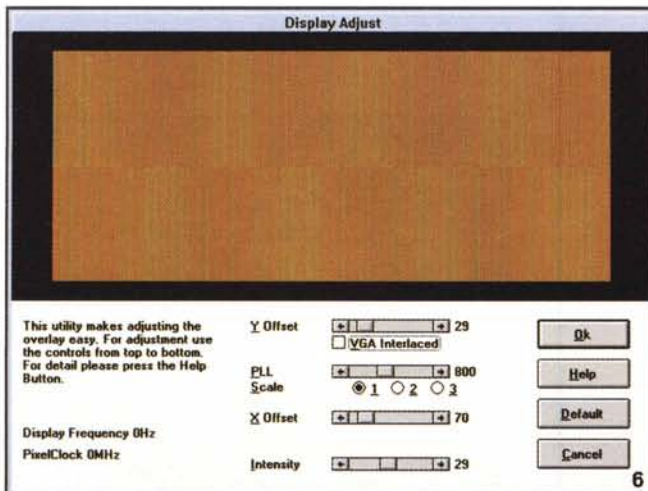 Display Adjust
This utility makes adjusting the
overlay easy. For adjustment use
the controls from top to bottom.
For detail please press the Help
Button.
Display Frequency 0Hz
PixelClock 0MHz
Y Offset 29
VGA Interlaced
PLL 800
Scale 1 2 3
X Offset 70
Intensity 29
Ok
Help
Default
Cancel
6